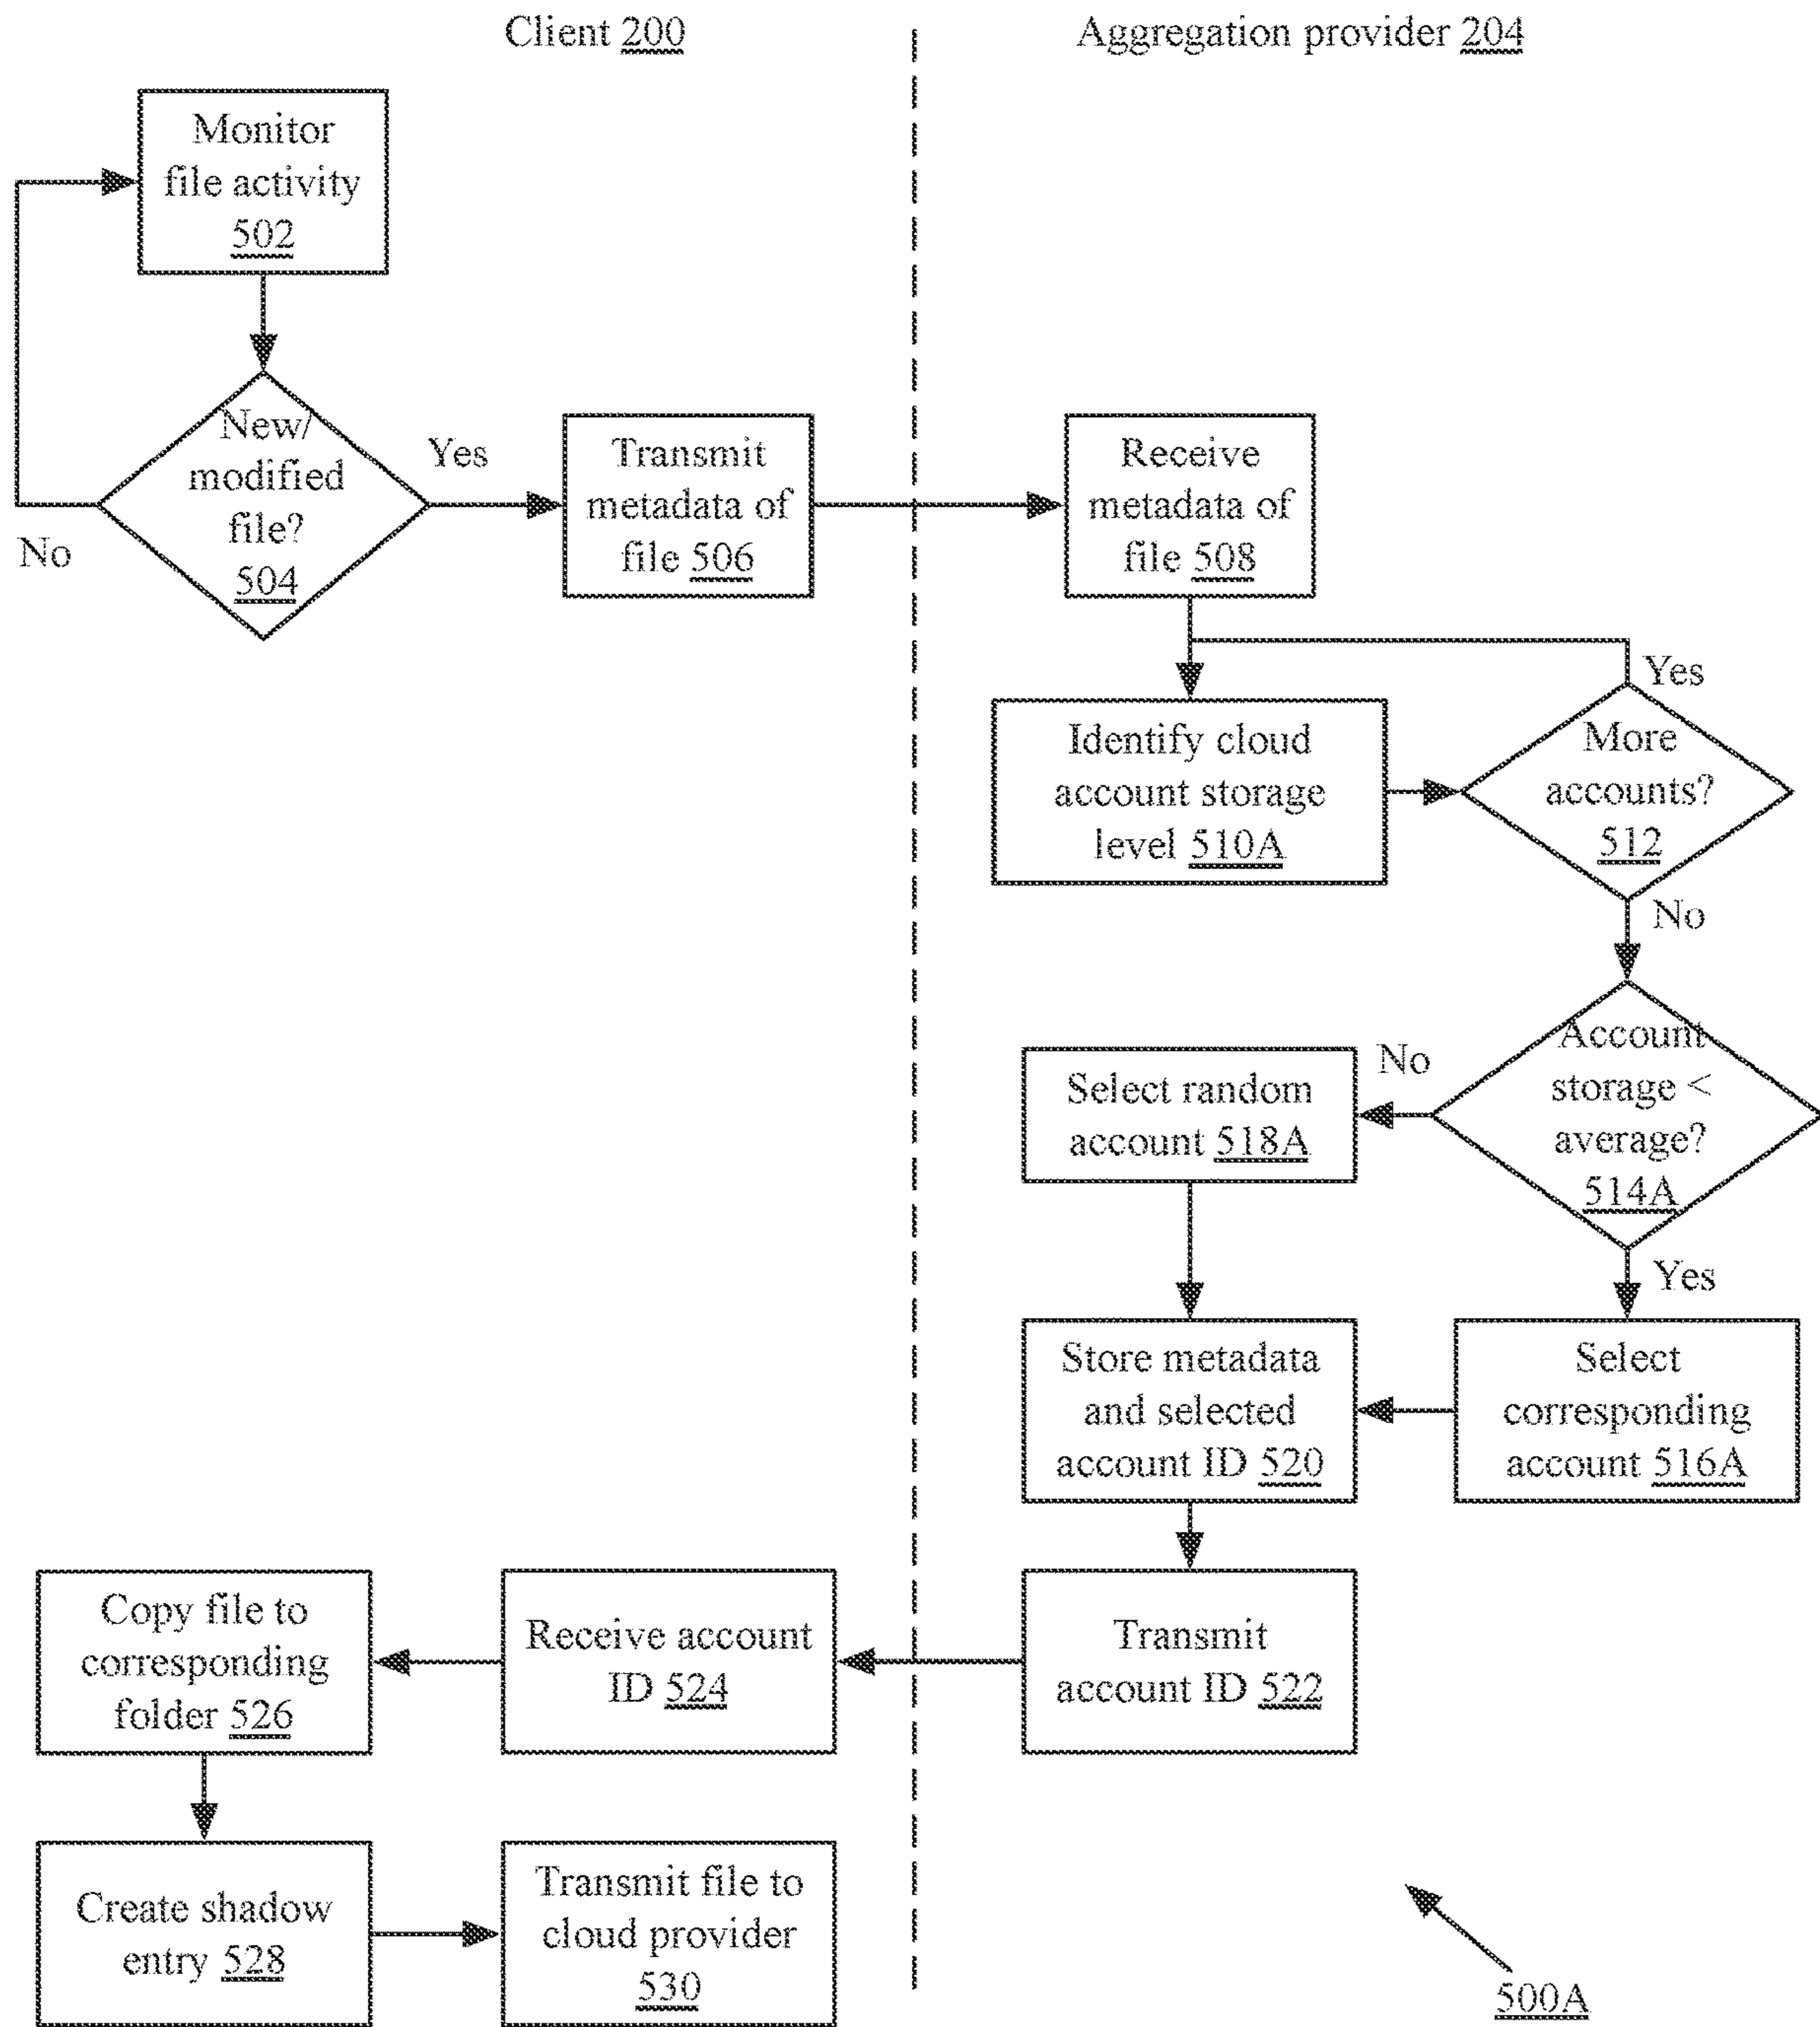 Client 200
Aggregation provider 204
Monitor
file activity
502
New/
modified
file?
504
No
Yes
Transmit
metadata of
file 506
Receive
metadata of
file 508
Identify cloud
account storage
level 510A
Yes
More
accounts?
512
No
Account
storage <
average?
514A
No
Select random
account 518A
Yes
Select
corresponding
account 516A
Store metadata
and selected
account ID 520
Transmit
account ID 522
Receive account
ID 524
Copy file to
corresponding
folder 526
Create shadow
entry 528
Transmit file to
cloud provider
530
500A